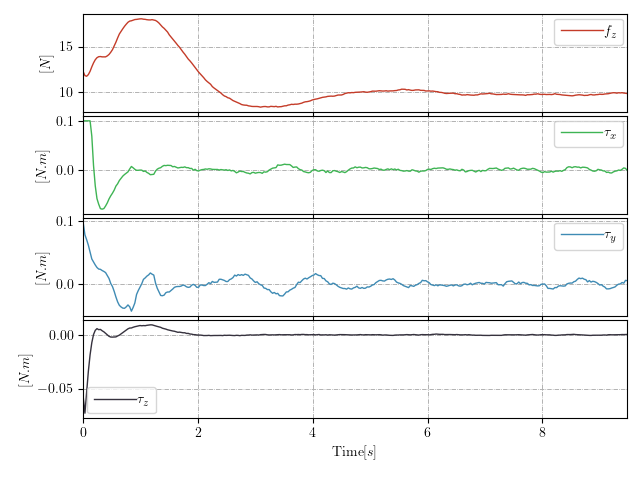 f_z
15
10
[N]
τ_x
0.1
0.0
[N.m]
τ_y
0.1
0.0
[N.m]
0.00
−0.05
[N.m]
τ_z
0 2 4 6 8
Time[s]